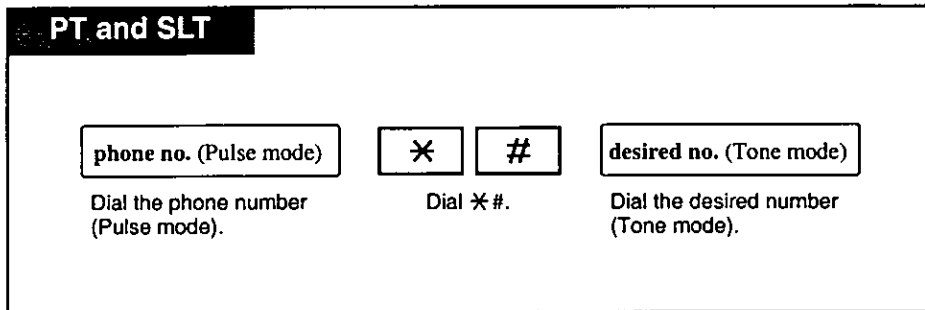 PT and SLT
phone no. (Pulse mode)
* #
desired no. (Tone mode)
Dial the phone number
(Pulse mode).
Dial *#.
Dial the desired number
(Tone mode).